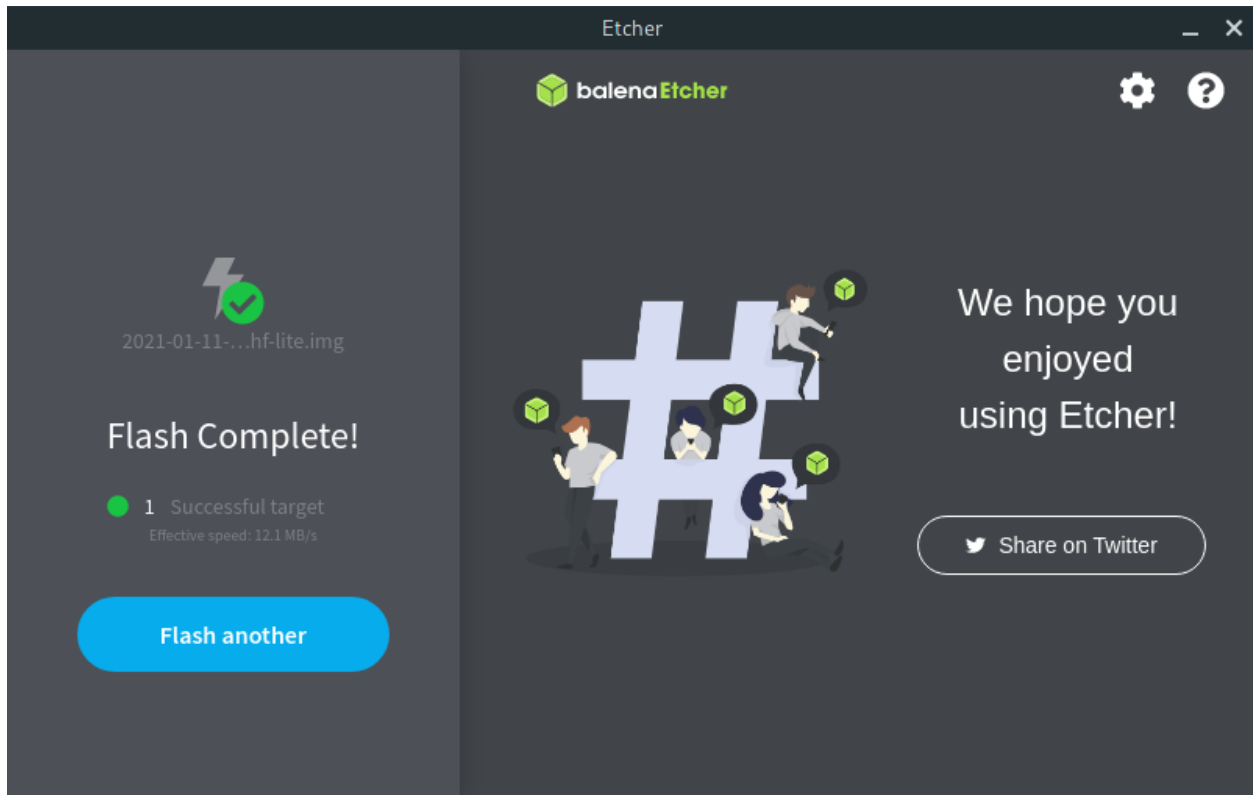 Etcher
balenaEtcher
2021-01-11-...hf-lite.img
Flash Complete!
1 Successful target
Effective speed: 12.1 MB/s
Flash another
We hope you
enjoyed
using Etcher!
Share on Twitter